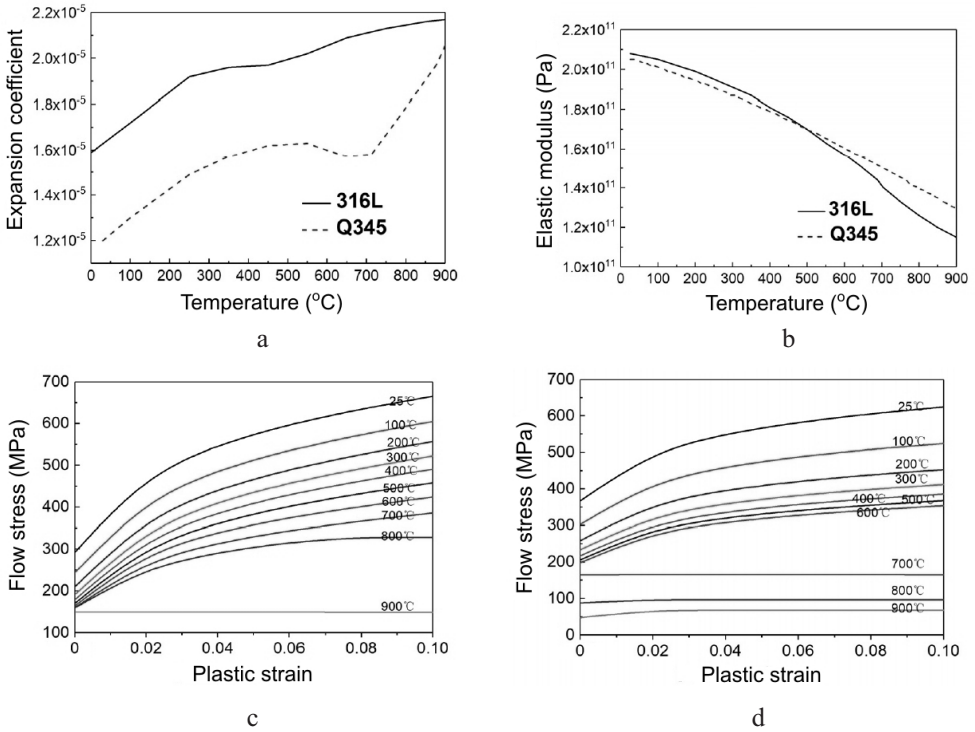 2.2x10⁻⁵
2.0x10⁻⁵
1.8x10⁻⁵
1.6x10⁻⁵
1.4x10⁻⁵
1.2x10⁻⁵
Expansion coefficient
316L
Q345
0 100 200 300 400 500 600 700 800 900
Temperature (°C)
a
2.2x10¹¹
2.0x10¹¹
1.8x10¹¹
1.6x10¹¹
1.4x10¹¹
1.2x10¹¹
1.0x10¹¹
Elastic modulus (Pa)
316L
Q345
0 100 200 300 400 500 600 700 800 900
Temperature (°C)
b
700
600
500
400
300
200
100
Flow stress (MPa)
25℃
100℃
200℃
300℃
400℃
500℃
600℃
700℃
800℃
900℃
0 0.02 0.04 0.06 0.08 0.10
Plastic strain
c
700
600
500
400
300
200
100
0
Flow stress (MPa)
25℃
100℃
200℃
300℃
400℃ 500℃
600℃
700℃
800℃
900℃
0 0.02 0.04 0.06 0.08 0.10
Plastic strain
d